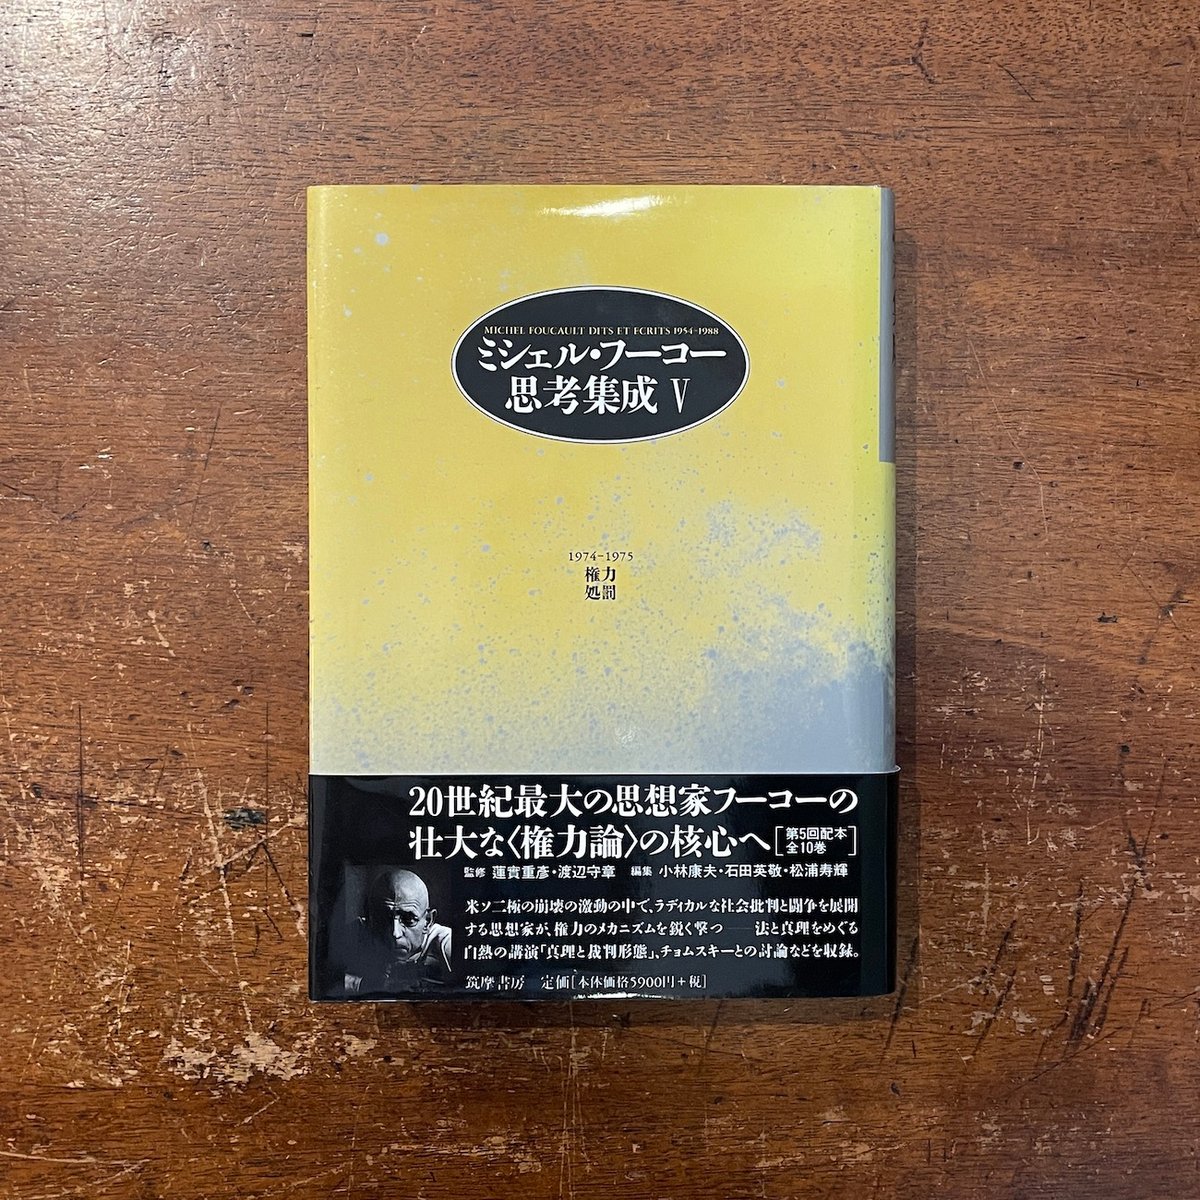 MICHEL FOUCAULT DITS ET ECRITS 1954-1988
ミシェル・フーコー
思考集成 V
1974-1975
権力
処罰
20世紀最大の思想家フーコーの
壮大な〈権力論〉の核心へ[第5回配本 全10巻]
監修 蓮實重彦・渡辺守章 編集 小林康夫・石田英敬・松浦寿輝
米ソ二極の崩壊の激動の中で、ラディカルな社会批判と闘争を展開
する思想家が、権力のメカニズムを鋭く撃つ——法と真理をめぐる
白熱の講演「真理と裁判形態」、チョムスキーとの討論などを収録。
筑摩書房 定価[本体価格5900円+税]